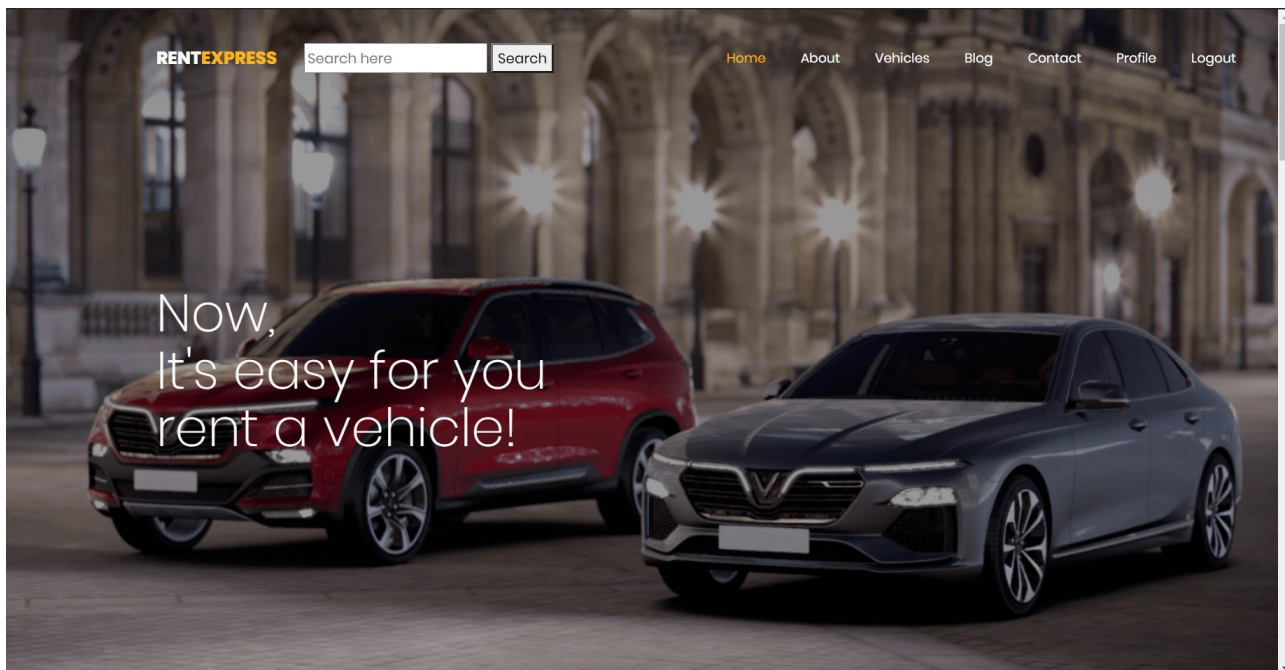 RENTEXPRESS
Search here
Search
Home
About
Vehicles
Blog
Contact
Profile
Logout
Now,
It's easy for you
rent a vehicle!